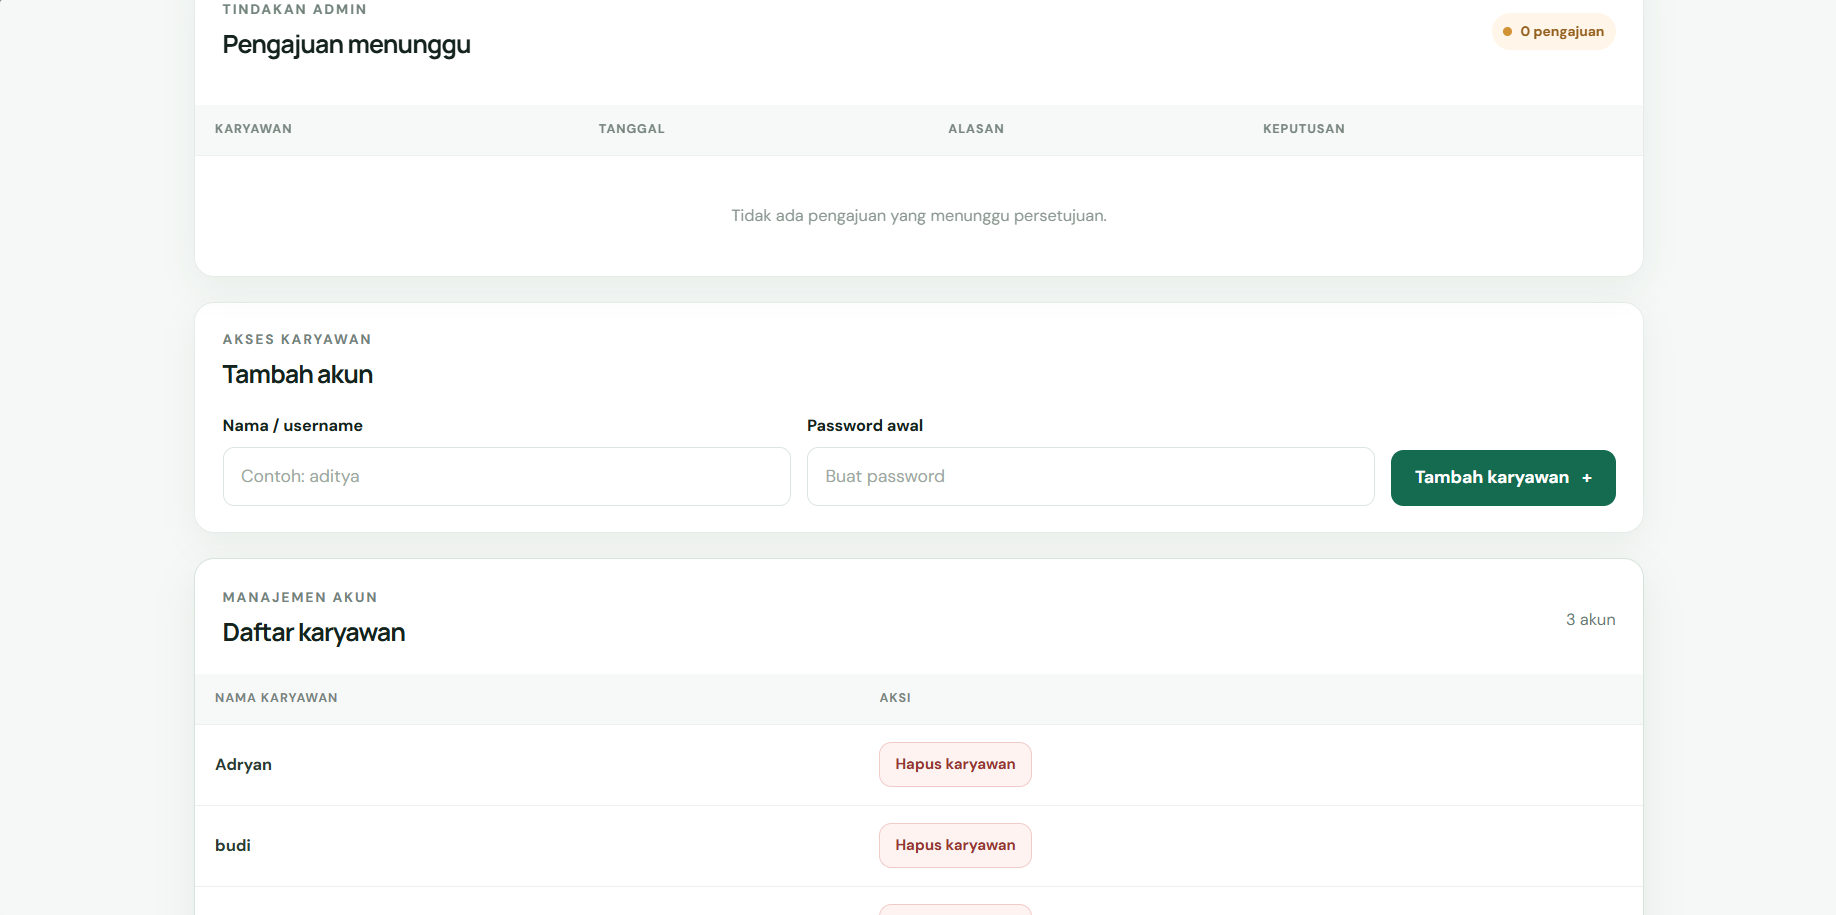 TINDAKAN ADMIN
Pengajuan menunggu
0 pengajuan
KARYAWAN TANGGAL ALASAN KEPUTUSAN
Tidak ada pengajuan yang menunggu persetujuan.
AKSES KARYAWAN
Tambah akun
Nama / username Password awal
Contoh: aditya Buat password Tambah karyawan +
MANAJEMEN AKUN
Daftar karyawan
3 akun
NAMA KARYAWAN AKSI
Adryan Hapus karyawan
budi Hapus karyawan